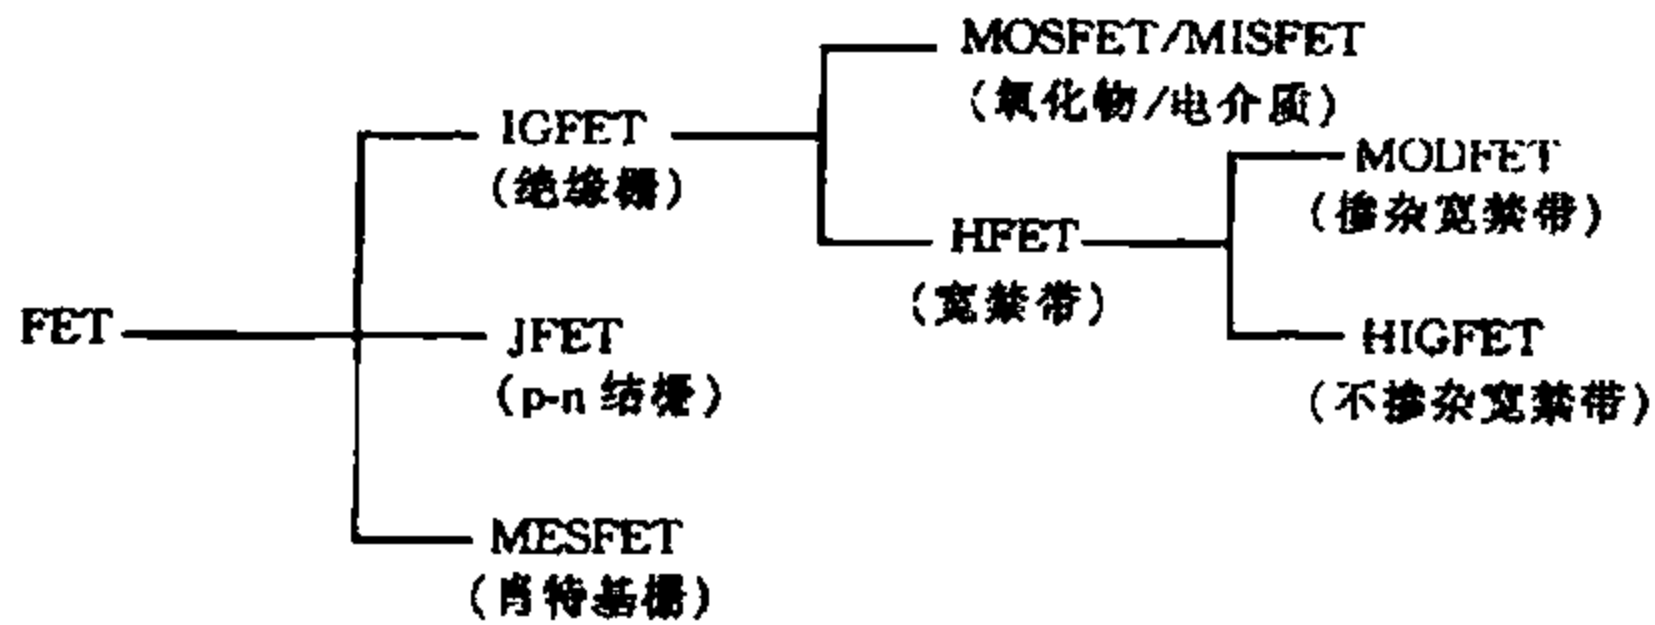 MOSFET/MISFET
(氧化物/电介质)
IGFET
(绝缘栅)
MODFET
(掺杂宽禁带)
HFET
(宽禁带)
FET
JFET
(p-n 结栅)
HIGFET
(不掺杂宽禁带)
MESFET
(肖特基栅)